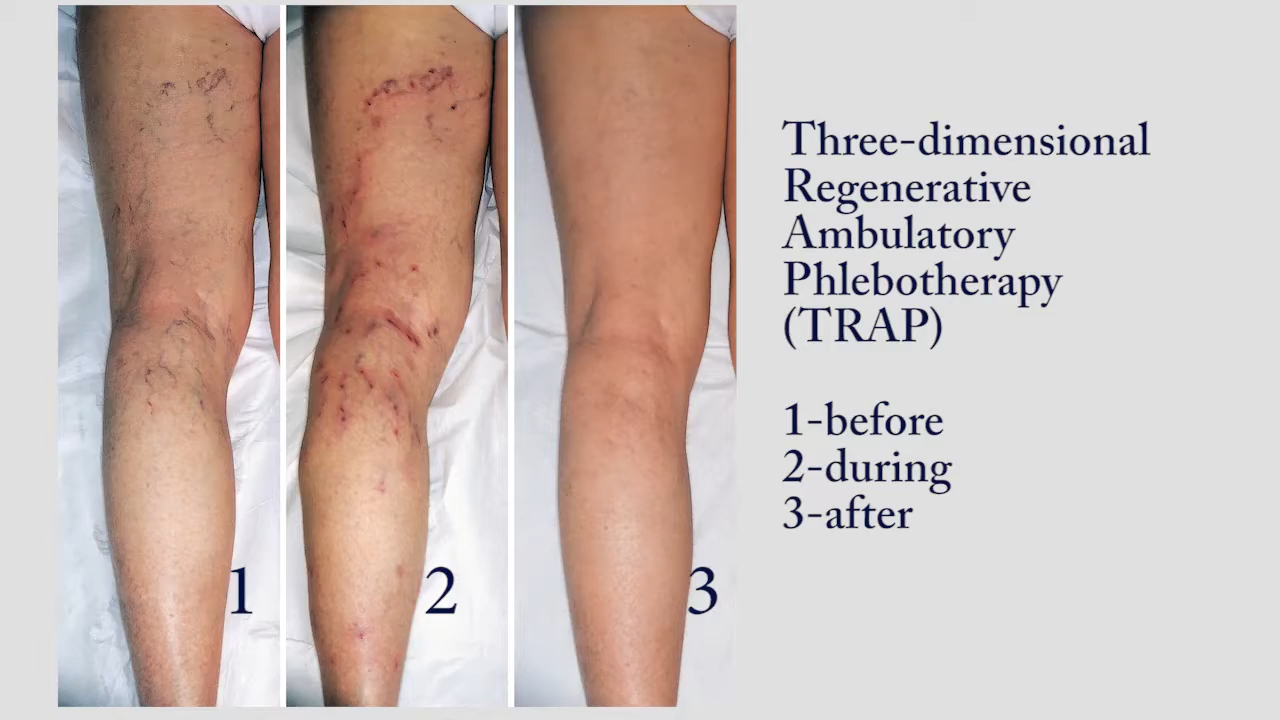 Three-dimensional
Regenerative
Ambulatory
Phlebotherapy
(TRAP)
1-before
2-during
3-after
1
2
3